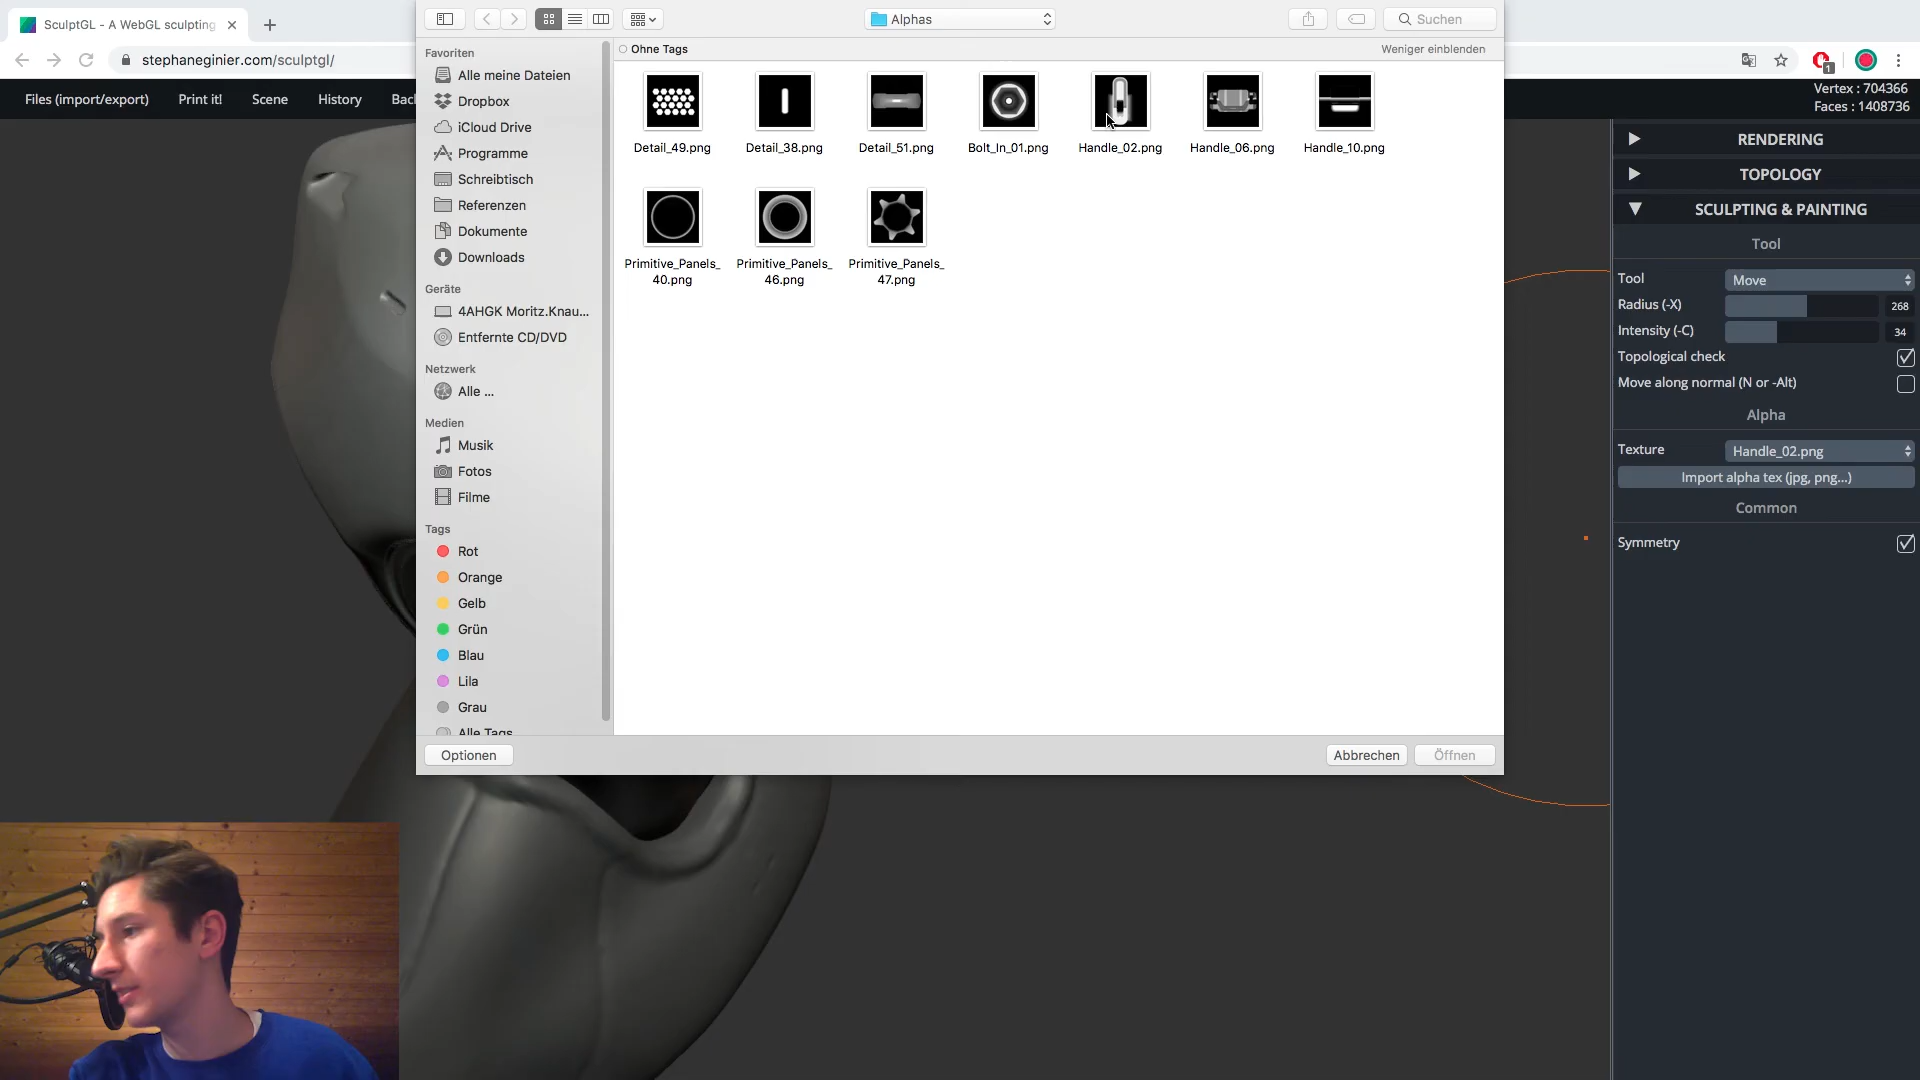 SculptGL - A WebGL sculpting
stephaneginier.com/sculptgl/
1
Files (import/export)
Print it!
Scene
History
Bac
Alphas
Suchen
Favoriten
Alle meine Dateien
Dropbox
iCloud Drive
Programme
Schreibtisch
Referenzen
Dokumente
Downloads
Geräte
4AHGK Moritz.Knau...
Entfernte CD/DVD
Netzwerk
Alle ...
Medien
Musik
Fotos
Filme
Tags
Rot
Orange
Gelb
Grün
Blau
Lila
Grau
Alle Tags
Ohne Tags
Weniger einblenden
Detail_49.png
Detail_38.png
Detail_51.png
Bolt_In_01.png
Handle_02.png
Handle_06.png
Handle_10.png
Primitive_Panels_
40.png
Primitive_Panels_
46.png
Primitive_Panels_
47.png
Optionen
Abbrechen
Öffnen
Vertex : 704366
Faces : 1408736
RENDERING
TOPOLOGY
SCULPTING & PAINTING
Tool
Tool
Move
Radius (-X)
268
Intensity (-C)
34
Topological check
Move along normal (N or -Alt)
Alpha
Texture
Handle_02.png
Import alpha tex (jpg, png...)
Common
Symmetry